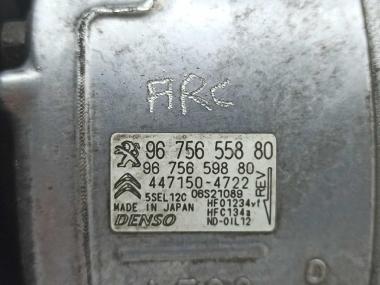 ARC
96 756 558 80
96 756 598 80
447150-4722
5SEL12C 08S21089
MADE IN JAPAN HFO1234yf
DENSO HFC134a
ND-OIL12
REV
D